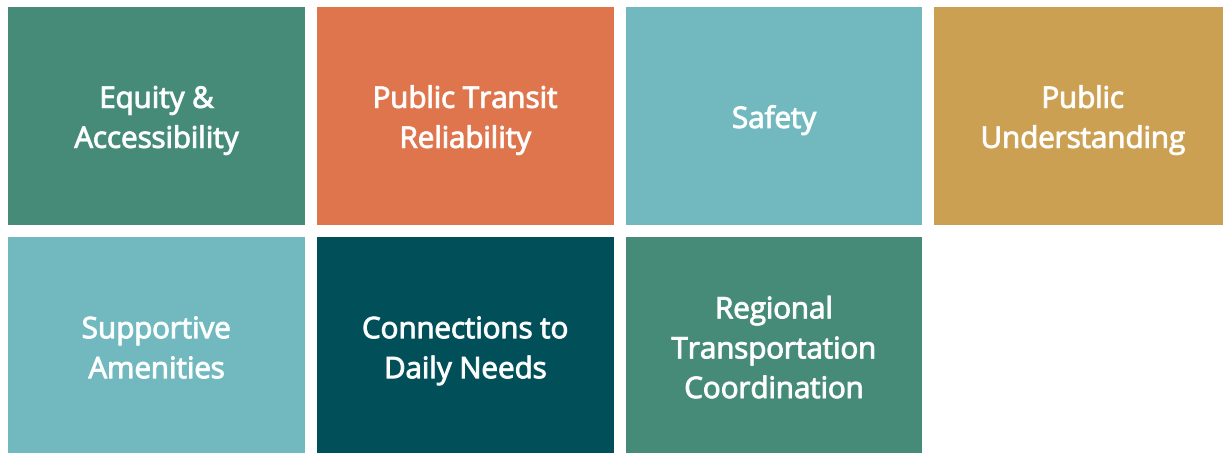 Equity &
Accessibility
Public Transit
Reliability
Safety
Public
Understanding
Supportive
Amenities
Connections to
Daily Needs
Regional
Transportation
Coordination